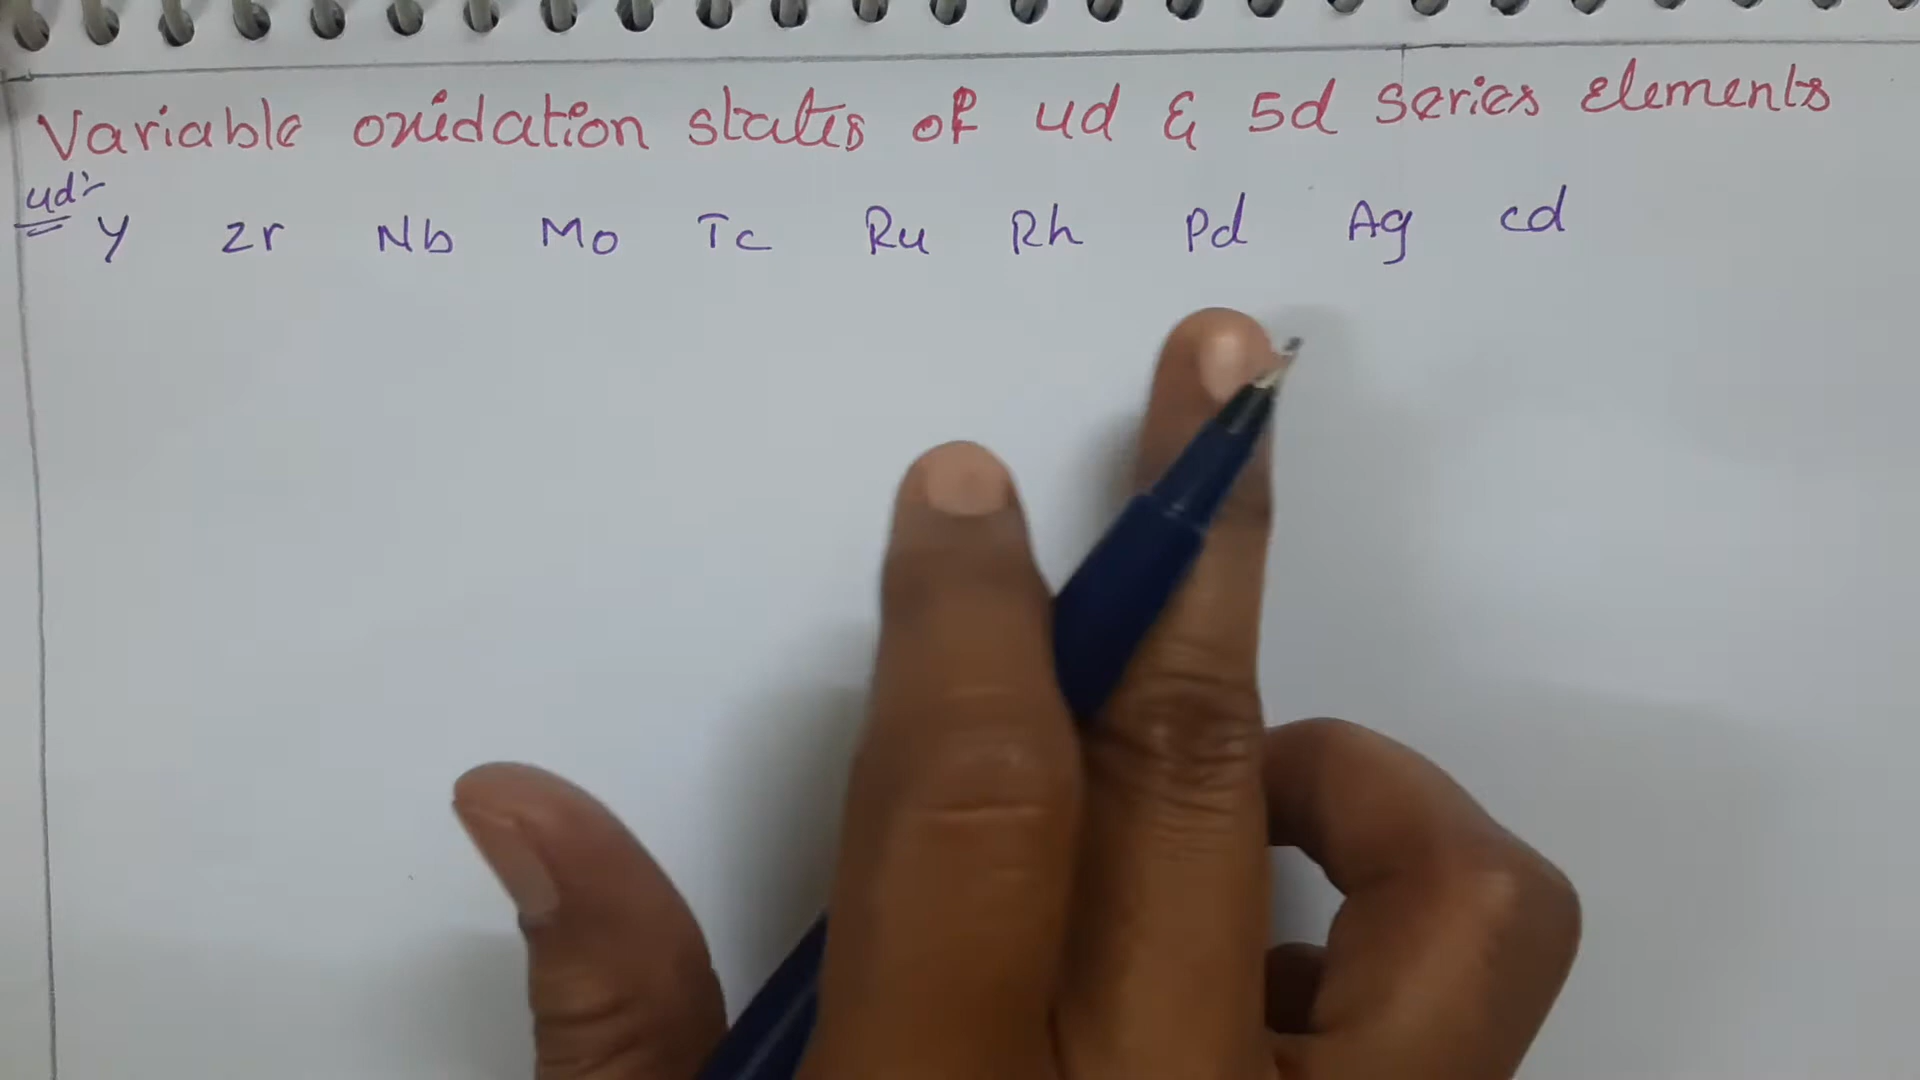 Variable oxidation states of 4d & 5d series elements
4d:-
Y Zr Nb Mo Tc Ru Rh Pd Ag cd